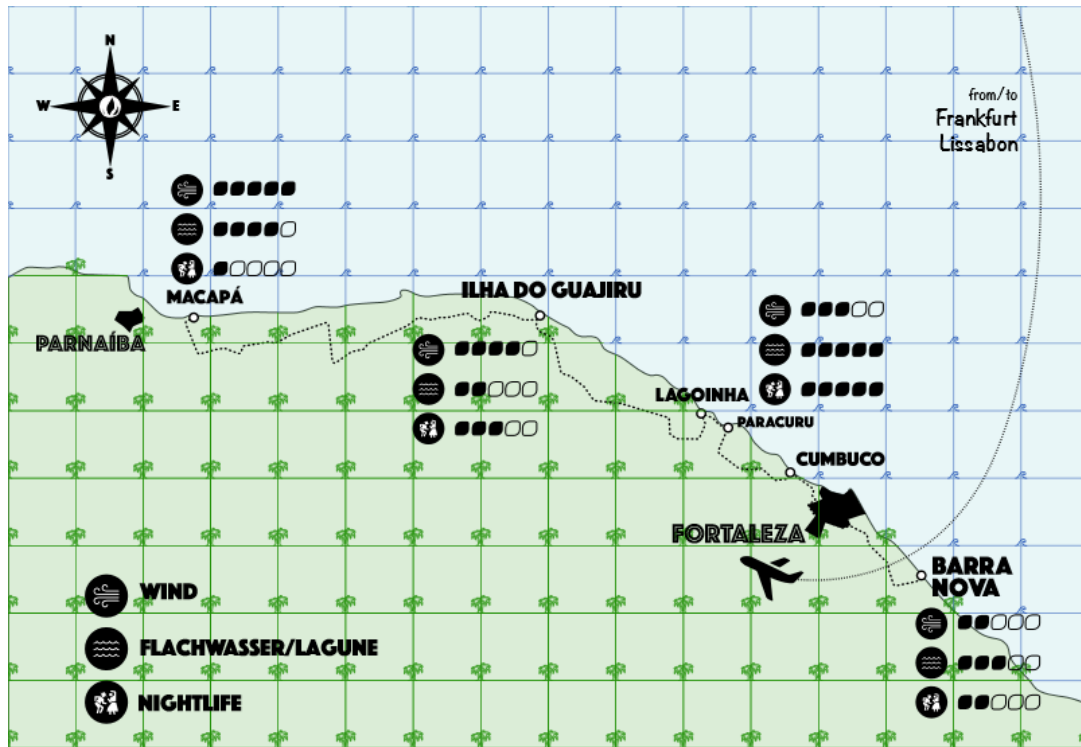 N
W E
S
from/to
Frankfurt
Lissabon
MACAPÁ
PARNAÍBA
ILHA DO GUAJIRU
LAGOINHA
PARACURU
CUMBUCO
FORTALEZA
BARRA
NOVA
WIND
FLACHWASSER/LAGUNE
NIGHTLIFE